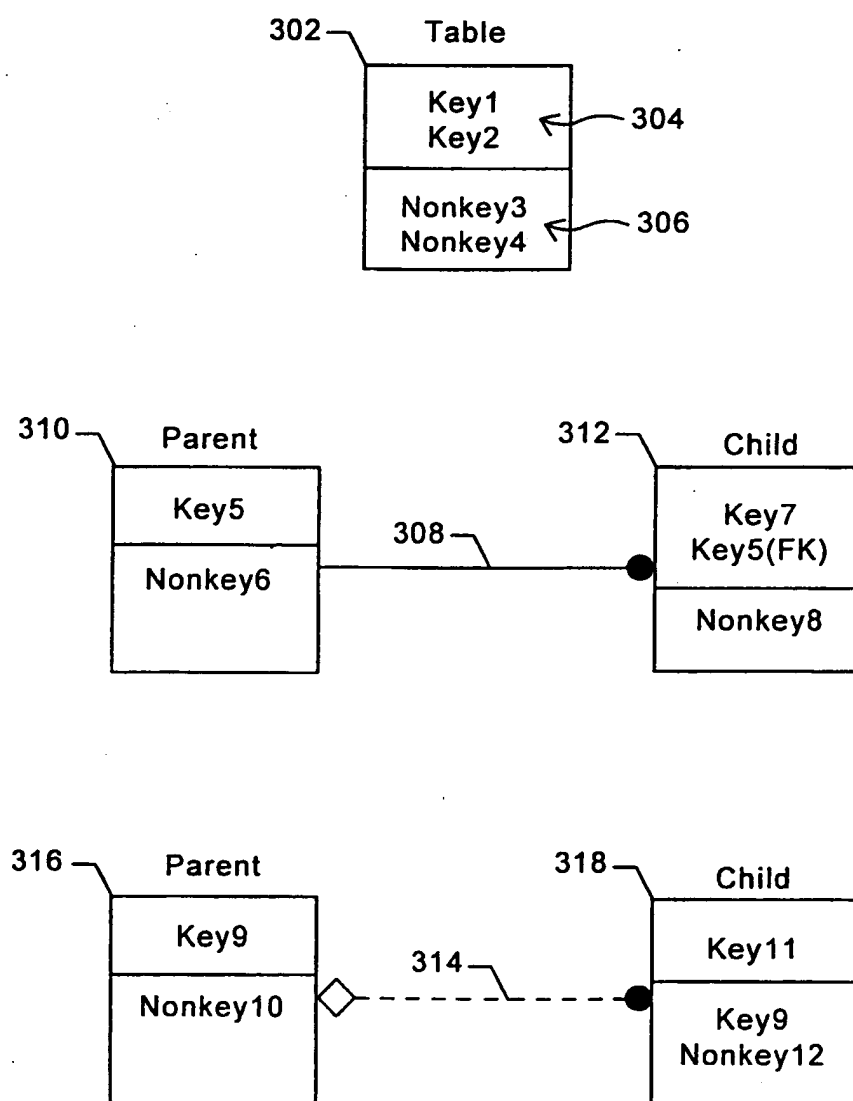 302 Table
Key1
Key2
304
Nonkey3
Nonkey4
306
310 Parent
312 Child
Key5
308
Key7
Key5(FK)
Nonkey6
Nonkey8
316 Parent
318 Child
Key9
314
Key11
Nonkey10
Key9
Nonkey12